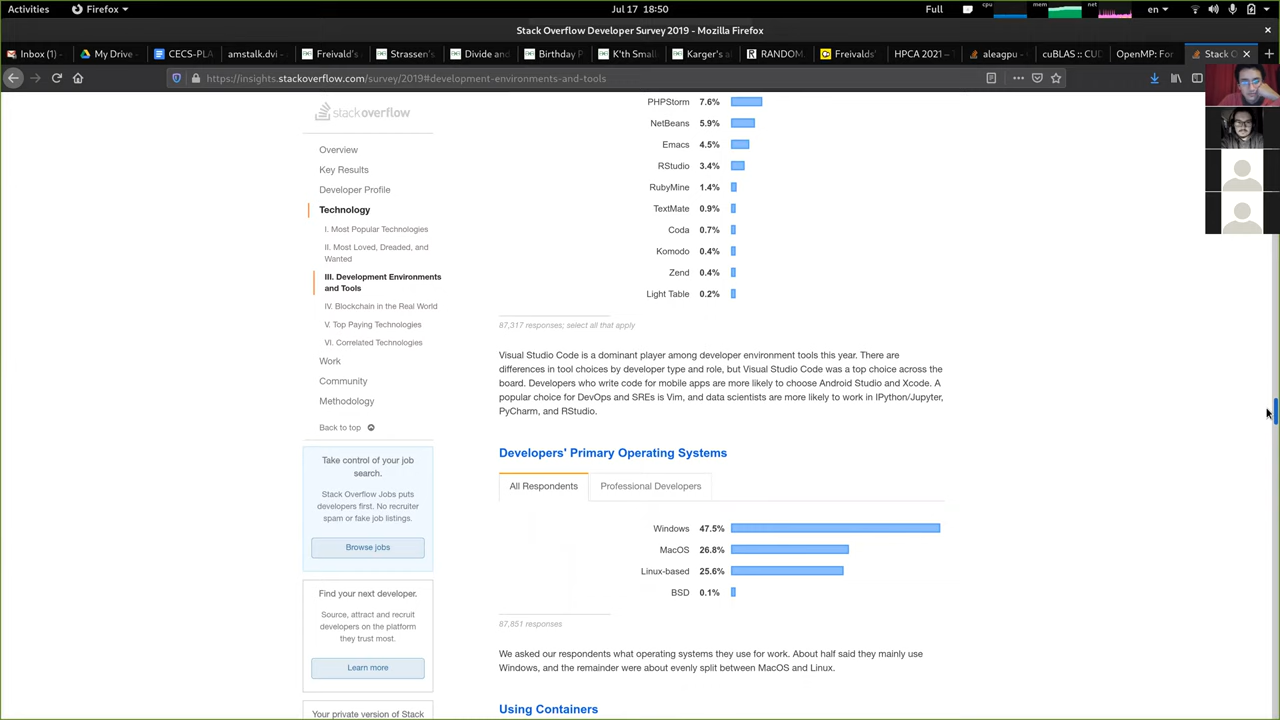 Activities
Firefox
Jul 17 18:50
Full
cpu
mem
net
en
Stack Overflow Developer Survey 2019 - Mozilla Firefox
Inbox (1) -
My Drive -
CECS-PLA
amstalk.dvi -
Freivald's
Strassen's
Divide and
Birthday P
K'th Small
Karger's al
RANDOM
Freivalds'
HPCA 2021 -
aleagpu -
cuBLAS :: CUD
OpenMP: For
Stack O
https://insights.stackoverflow.com/survey/2019#development-environments-and-tools
stackoverflow
Overview
Key Results
Developer Profile
Technology
I. Most Popular Technologies
II. Most Loved, Dreaded, and
Wanted
III. Development Environments
and Tools
IV. Blockchain in the Real World
V. Top Paying Technologies
VI. Correlated Technologies
Work
Community
Methodology
Back to top
Take control of your job
search.
Stack Overflow Jobs puts
developers first. No recruiter
spam or fake job listings.
Browse jobs
Find your next developer.
Source, attract and recruit
developers on the platform
they trust most.
Learn more
Your private version of Stack
PHPStorm 7.6%
NetBeans 5.9%
Emacs 4.5%
RStudio 3.4%
RubyMine 1.4%
TextMate 0.9%
Coda 0.7%
Komodo 0.4%
Zend 0.4%
Light Table 0.2%
87,317 responses; select all that apply
Visual Studio Code is a dominant player among developer environment tools this year. There are
differences in tool choices by developer type and role, but Visual Studio Code was a top choice across the
board. Developers who write code for mobile apps are more likely to choose Android Studio and Xcode. A
popular choice for DevOps and SREs is Vim, and data scientists are more likely to work in IPython/Jupyter,
PyCharm, and RStudio.
Developers' Primary Operating Systems
All Respondents
Professional Developers
Windows 47.5%
MacOS 26.8%
Linux-based 25.6%
BSD 0.1%
87,851 responses
We asked our respondents what operating systems they use for work. About half said they mainly use
Windows, and the remainder were about evenly split between MacOS and Linux.
Using Containers